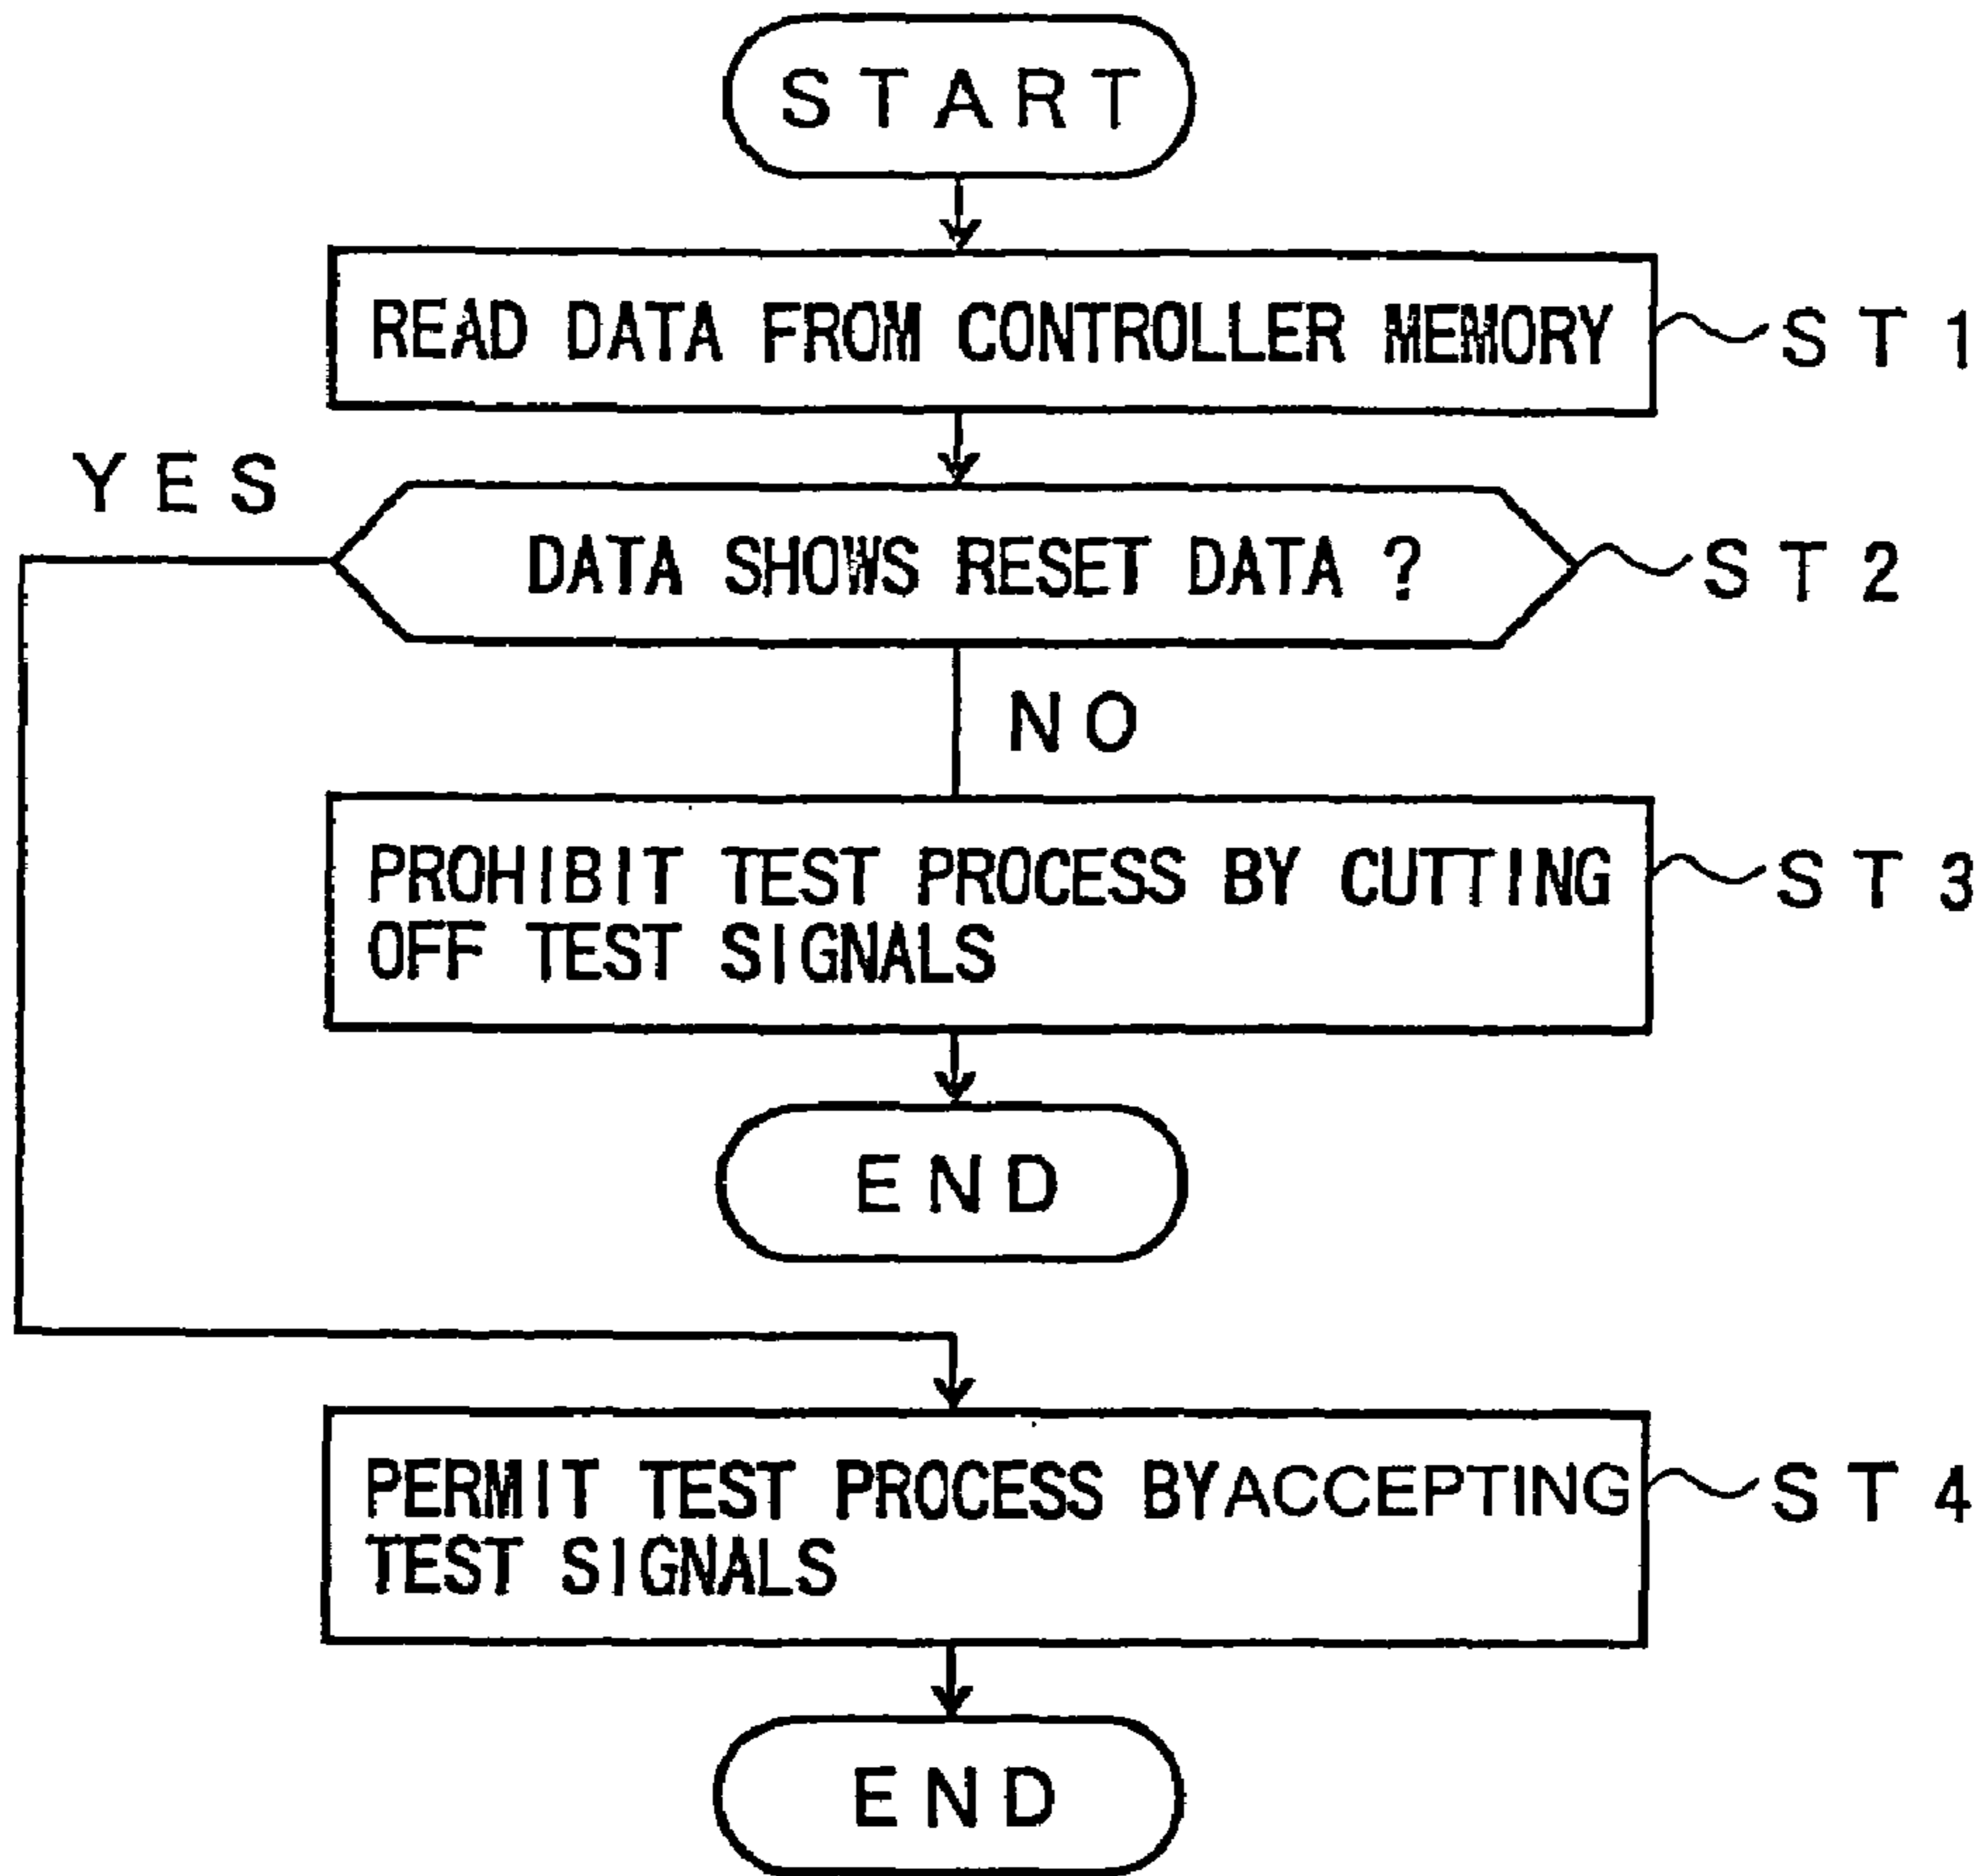 START
READ DATA FROM CONTROLLER MEMORY
ST1
YES
DATA SHOWS RESET DATA ?
ST2
NO
PROHIBIT TEST PROCESS BY CUTTING
OFF TEST SIGNALS
ST3
END
PERMIT TEST PROCESS BYACCEPTING
TEST SIGNALS
ST4
END